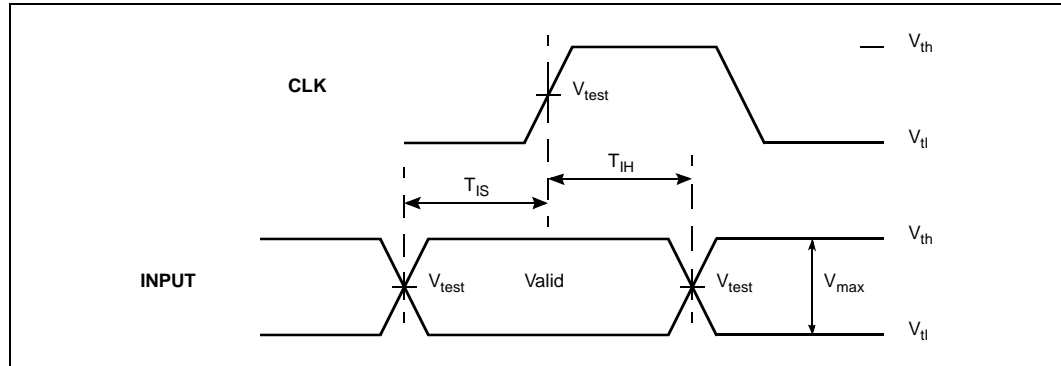 V_th
CLK
V_test
V_tl
T_IH
T_IS
V_th
INPUT
V_test
Valid
V_test
V_max
V_tl